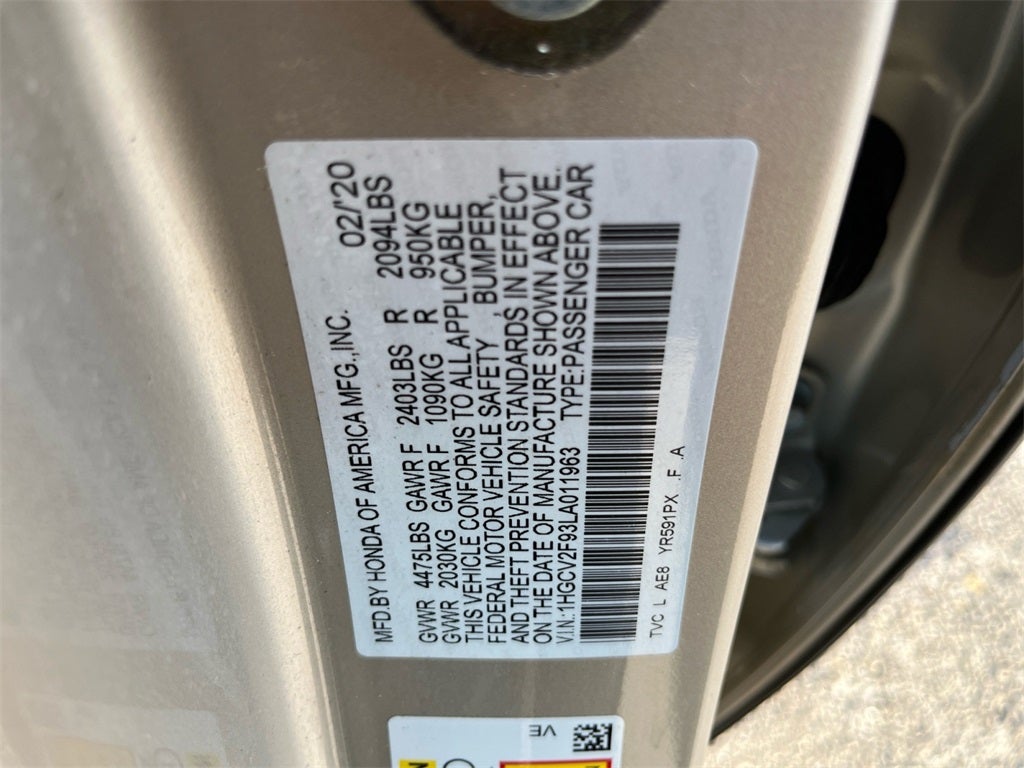 MFD.BY HONDA OF AMERICA MFG.,INC. 02/'20
GVWR 4475LBS GAWR F 2403LBS R 2094LBS
GVWR 2030KG GAWR F 1090KG R 950KG
THIS VEHICLE CONFORMS TO ALL APPLICABLE
FEDERAL MOTOR VEHICLE SAFETY ,BUMPER,
AND THEFT PREVENTION STANDARDS IN EFFECT
ON THE DATE OF MANUFACTURE SHOWN ABOVE.
V.I.N.:1HGCV2F93LA011963 TYPE:PASSENGER CAR
TVC L AE8 YR591PX .F .A
VE